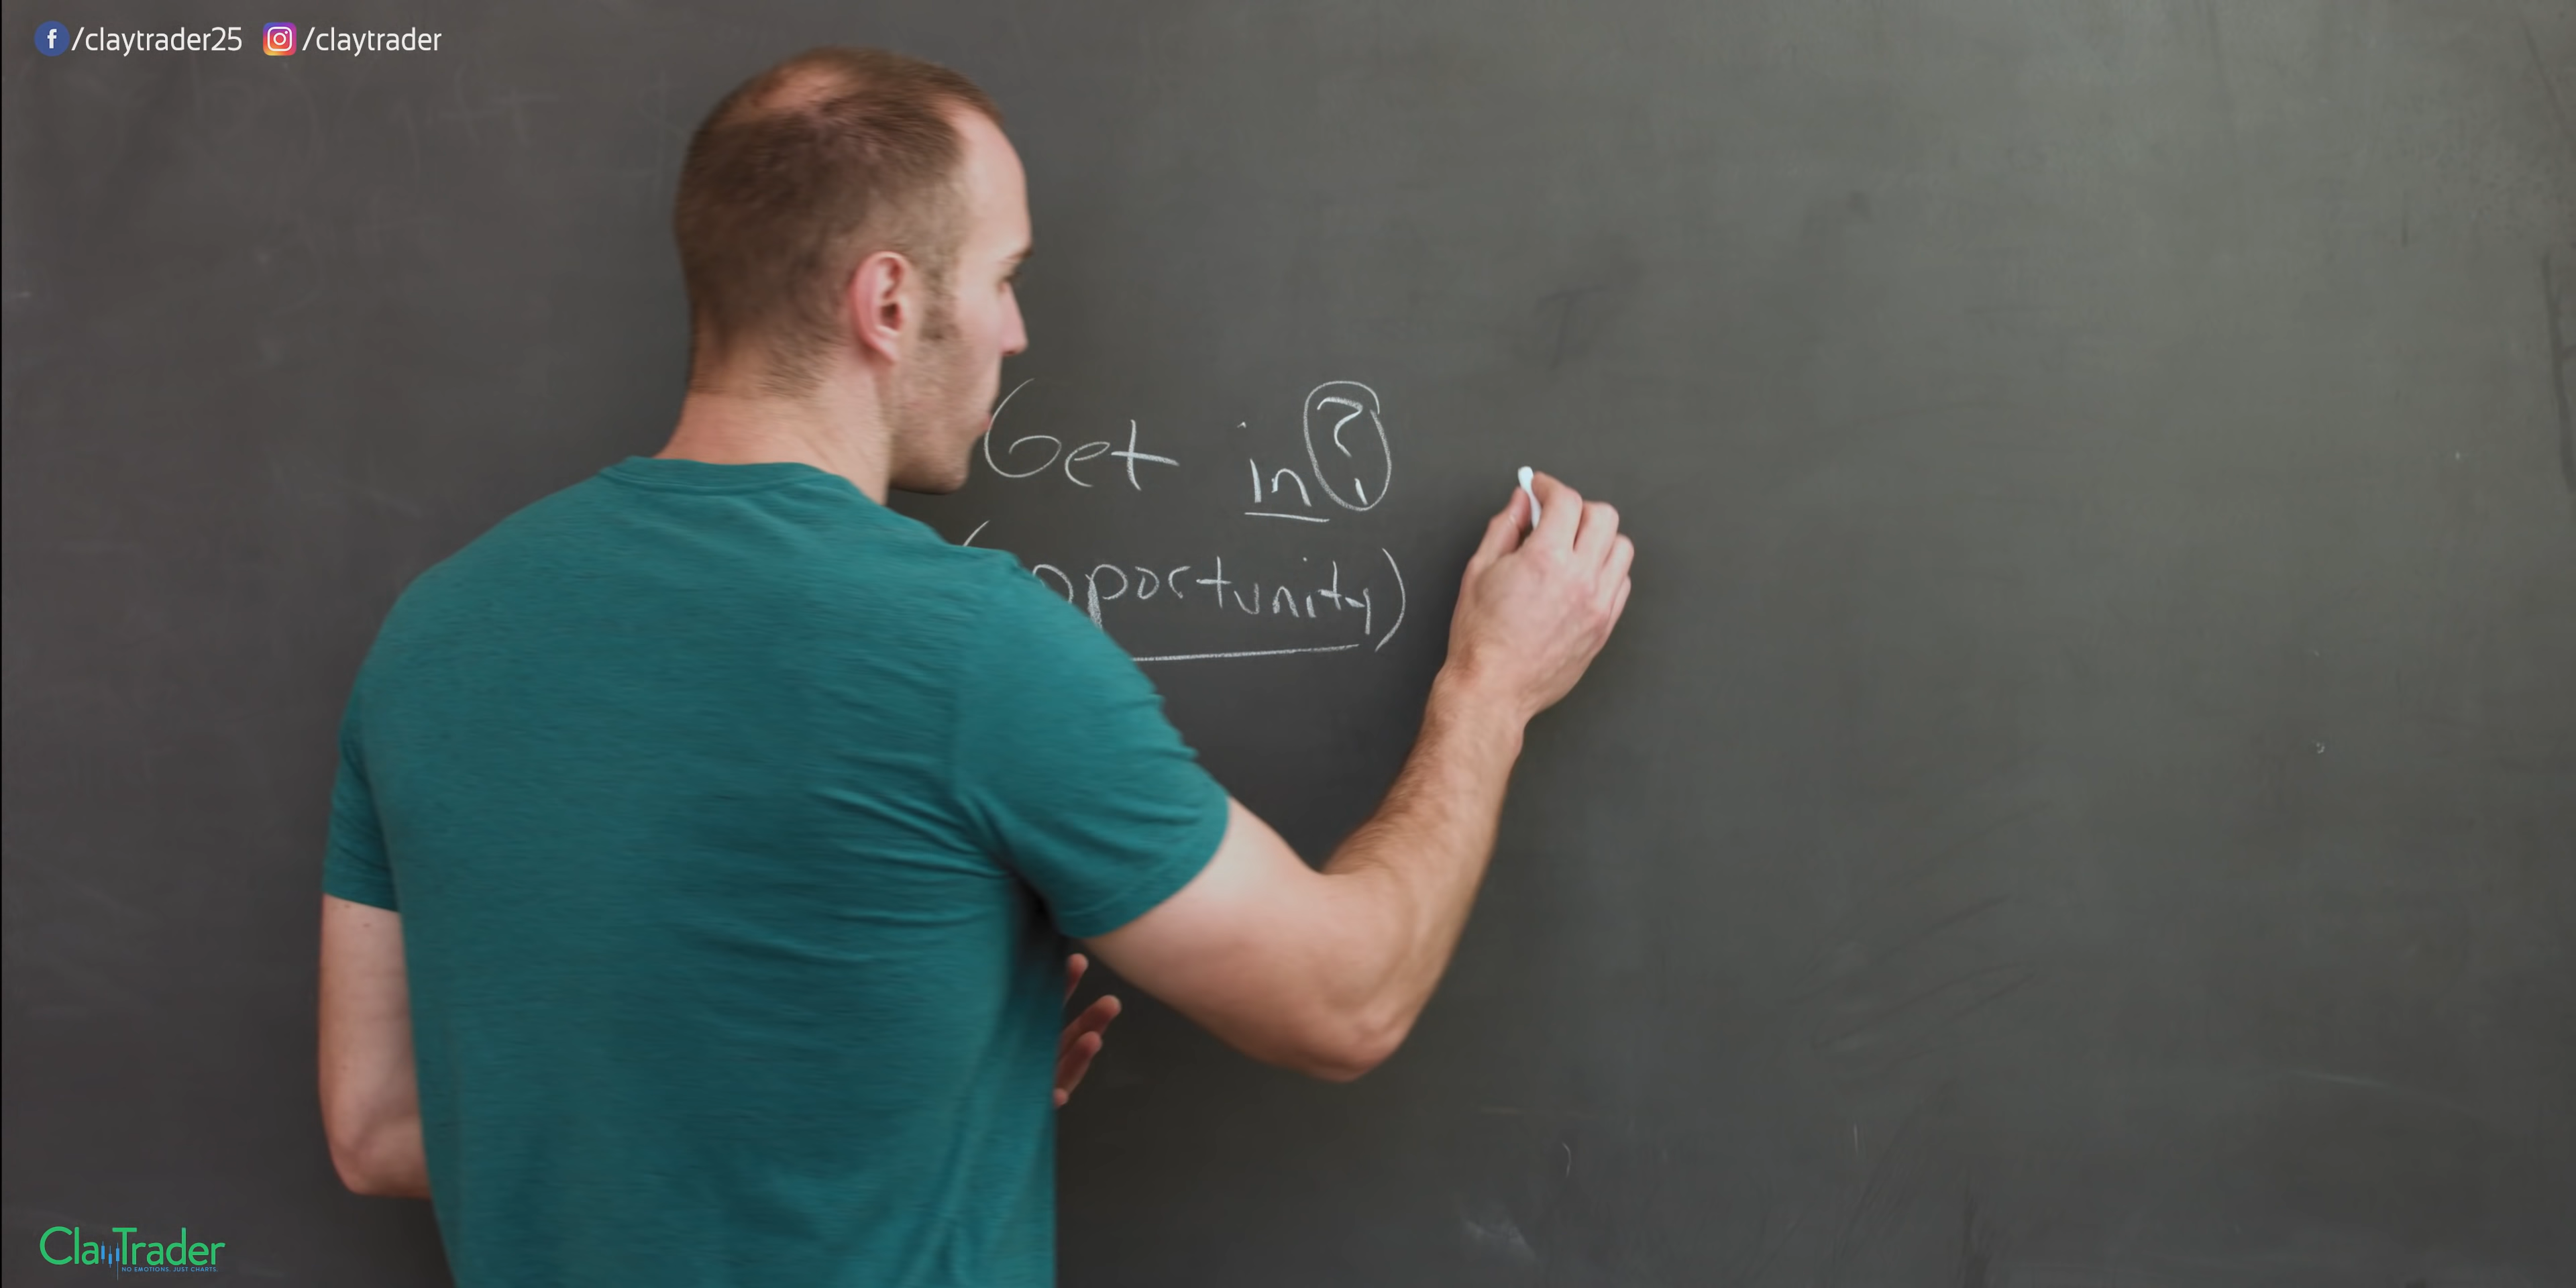 /claytrader25 /claytrader
Get in?
(opportunity)
ClayTrader
NO EMOTIONS. JUST CHARTS.